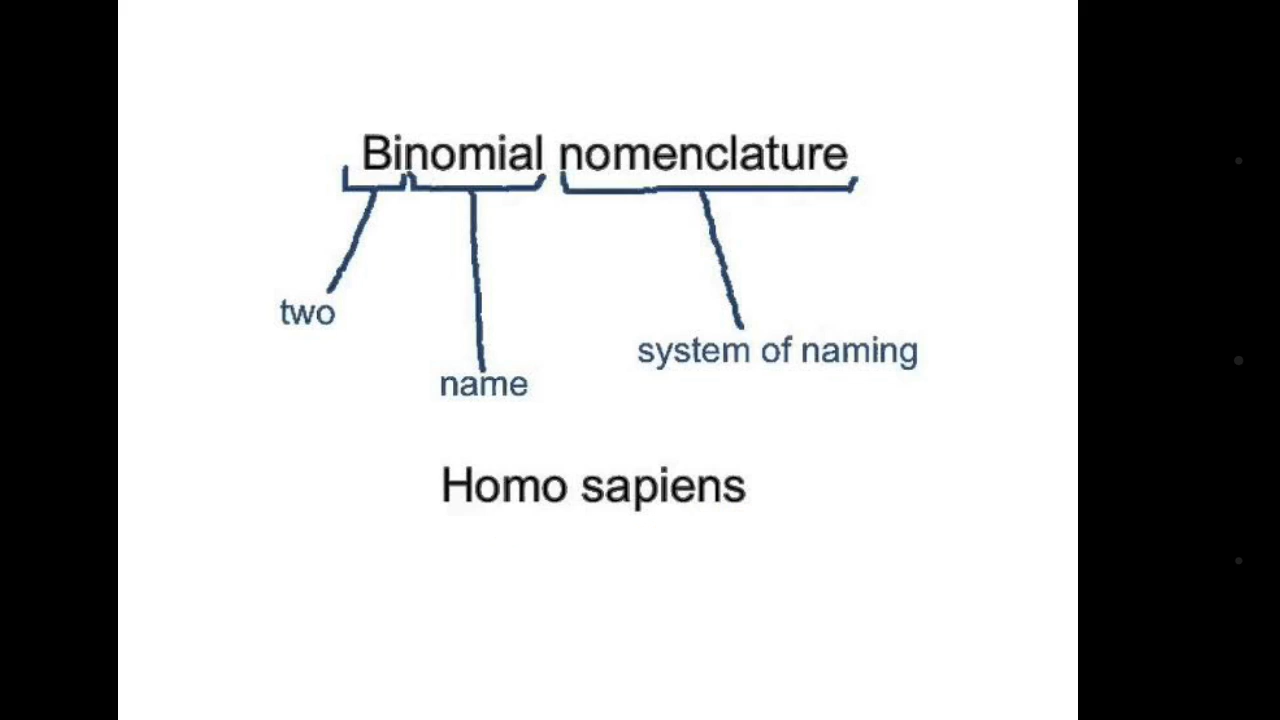 Binomial nomenclature
two
system of naming
name
Homo sapiens